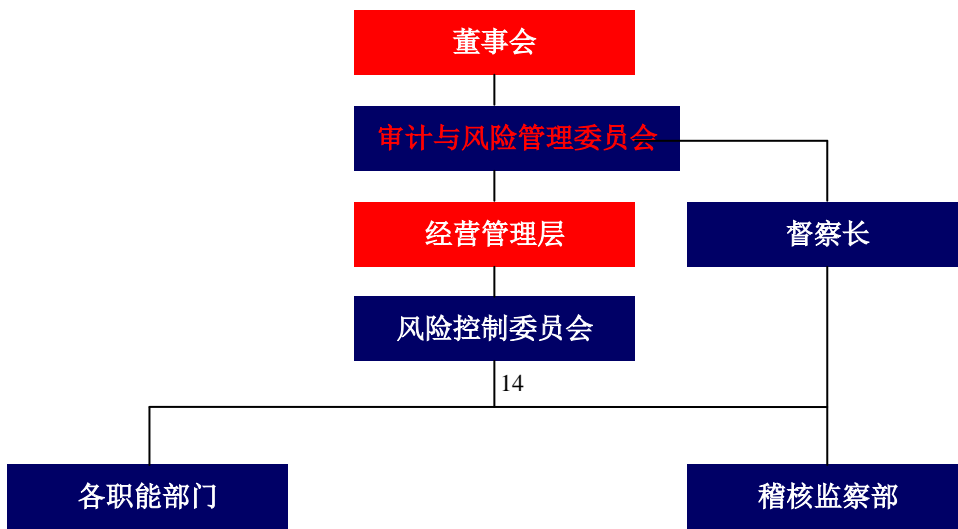 董事会
审计与风险管理委员会
经营管理层
督察长
风险控制委员会
14
各职能部门
稽核监察部